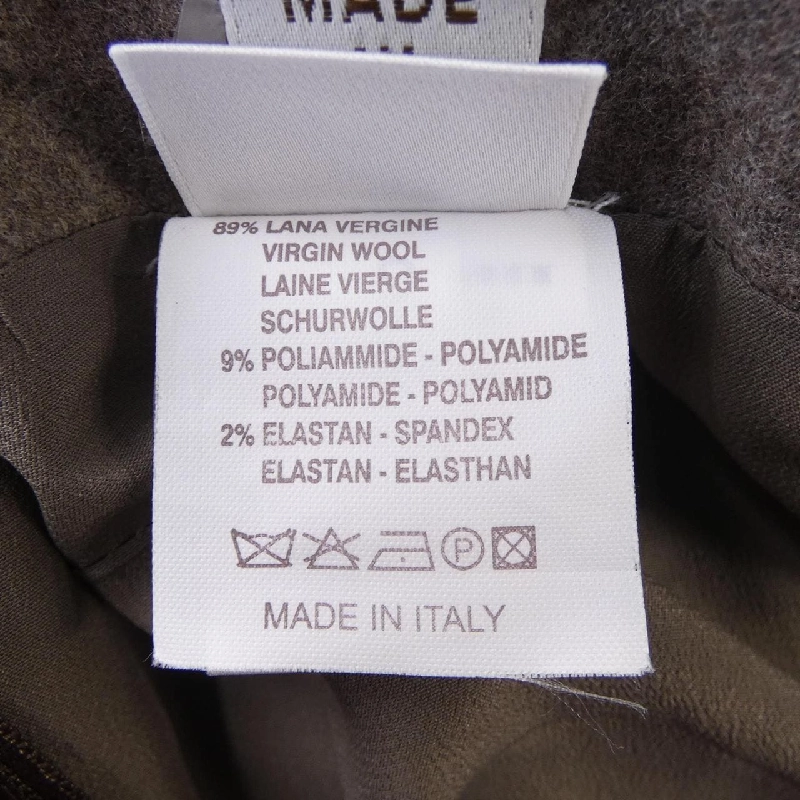 MADE
89% LANA VERGINE
VIRGIN WOOL
LAINE VIERGE
SCHURWOLLE
9% POLIAMMIDE - POLYAMIDE
POLYAMIDE - POLYAMID
2% ELASTAN - SPANDEX
ELASTAN - ELASTHAN
P
MADE IN ITALY